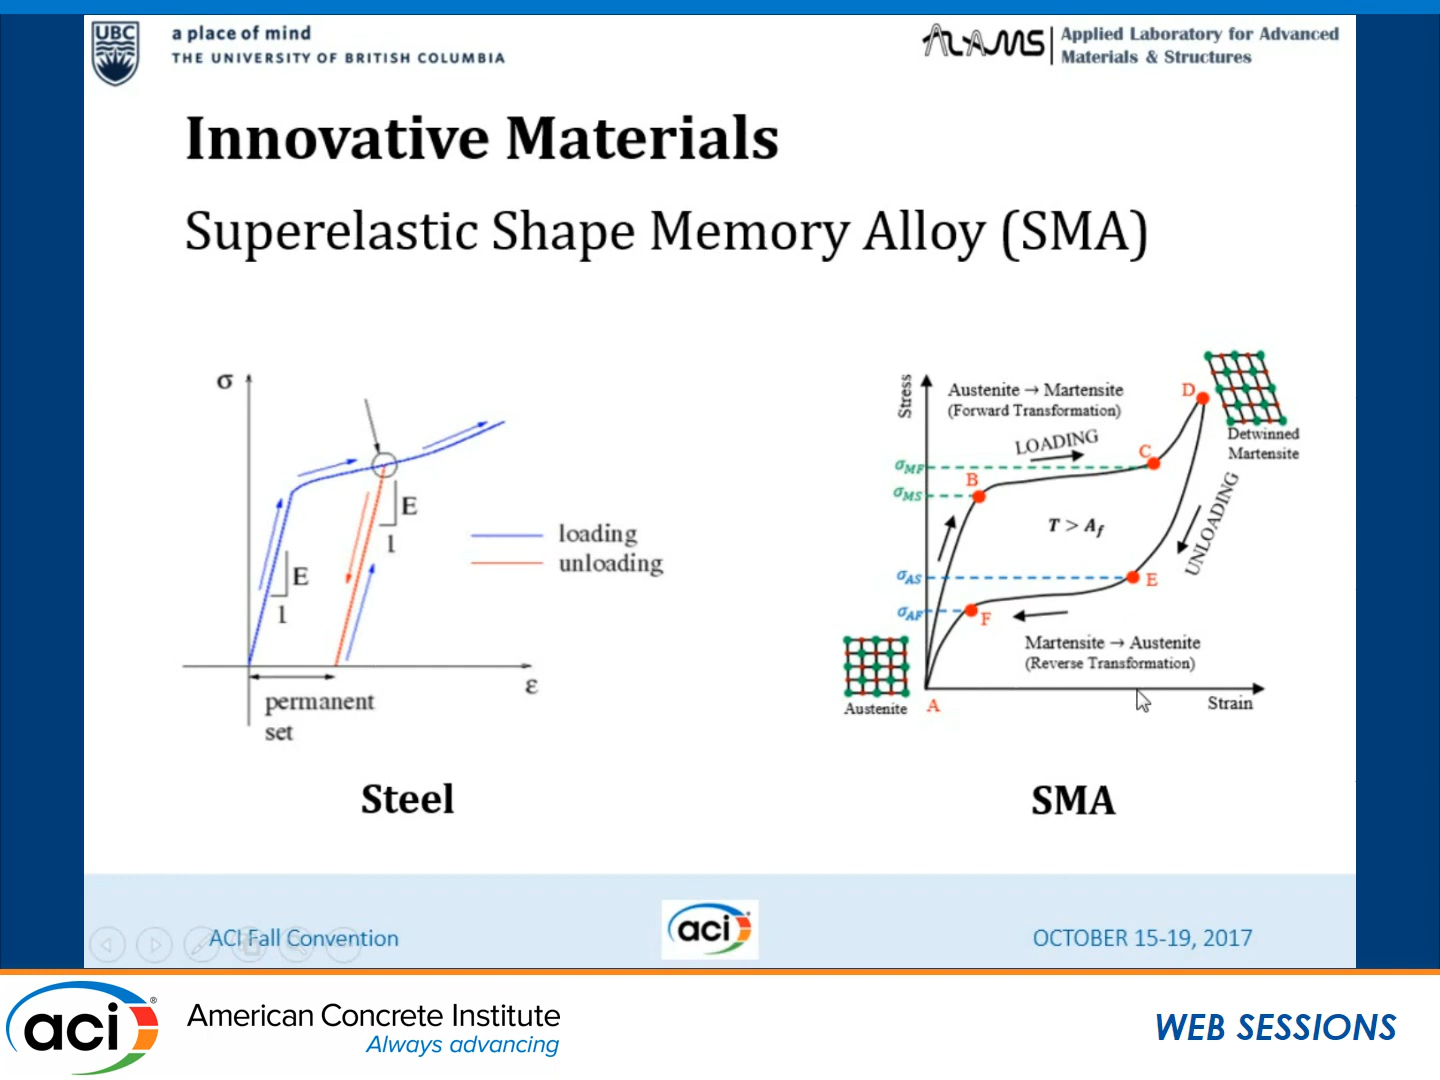 UBC
a place of mind
THE UNIVERSITY OF BRITISH COLUMBIA
ALAMS
Applied Laboratory for Advanced
Materials & Structures
Innovative Materials
Superelastic Shape Memory Alloy (SMA)
σ
E
1
E
1
loading
unloading
ε
permanent
set
Steel
Stress
Austenite → Martensite
(Forward Transformation)
LOADING
D
Detwinned
Martensite
C
σMF
B
σMS
T > Af
UNLOADING
σAS
E
σAF
F
Martensite → Austenite
(Reverse Transformation)
Austenite
A
Strain
SMA
ACI Fall Convention
aci
OCTOBER 15-19, 2017
aci®
American Concrete Institute
Always advancing
WEB SESSIONS